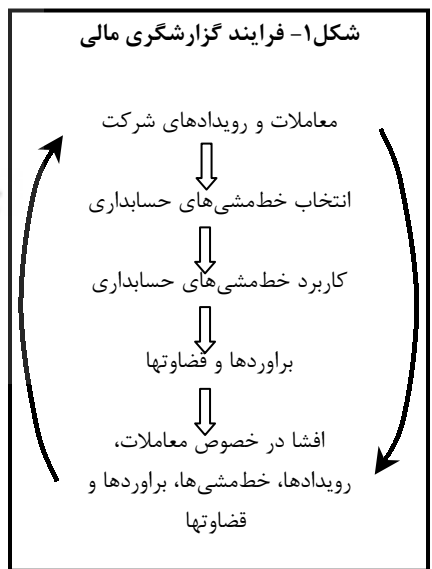 شکل۱- فرایند گزارشگری مالی
معاملات و رویدادهای شرکت
انتخاب خط‌مشی‌های حسابداری
کاربرد خط‌مشی‌های حسابداری
براوردها و قضاوتها
افشا در خصوص معاملات،
رویدادها، خط‌مشی‌ها، براوردها و
قضاوتها